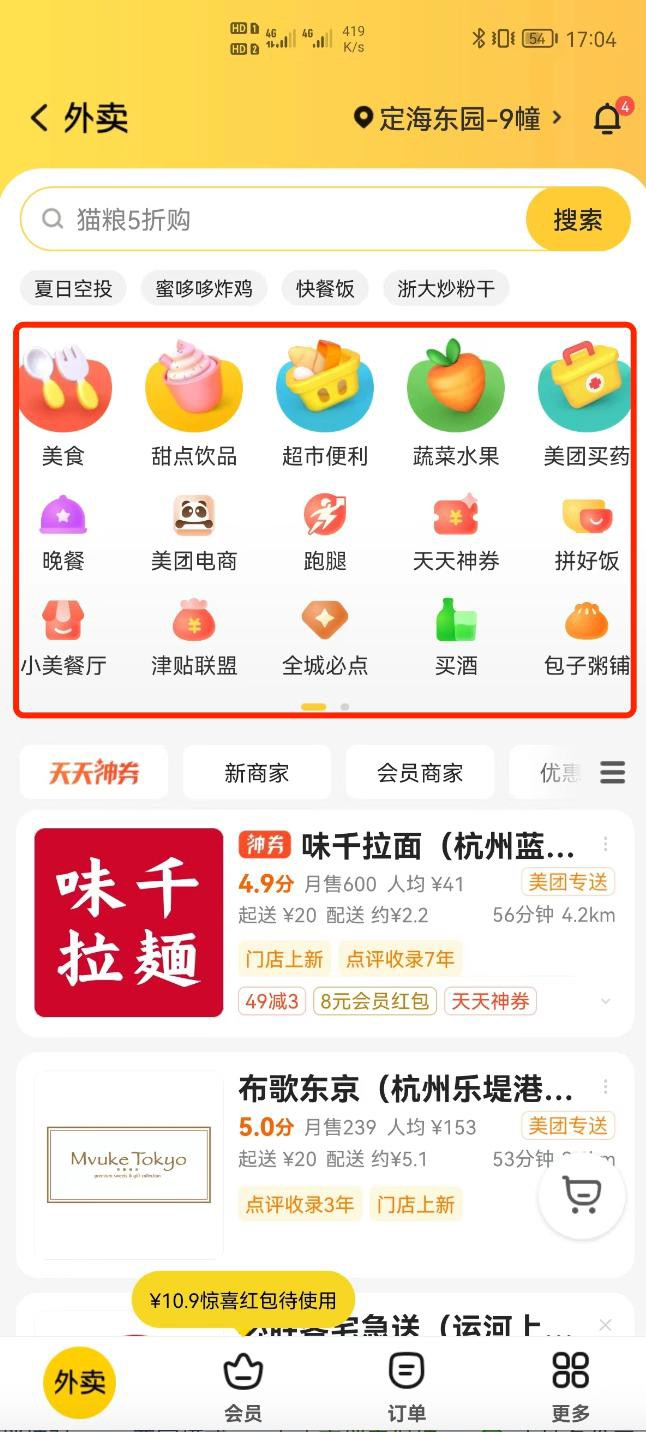 HD 1 4G 4G 419
HD 2 K/s
54 17:04
外卖
定海东园-9幢
4
猫粮5折购
搜索
夏日空投 蜜哆哆炸鸡 快餐饭 浙大炒粉干
美食 甜点饮品 超市便利 蔬菜水果 美团买药
晚餐 美团电商 跑腿 天天神券 拼好饭
小美餐厅 津贴联盟 全城必点 买酒 包子粥铺
天天神券 新商家 会员商家 优惠
味千
拉麺
神券 味千拉面（杭州蓝...
4.9分 月售600 人均 ¥41 美团专送
起送 ¥20 配送 约¥2.2 56分钟 4.2km
门店上新 点评收录7年
49减3 8元会员红包 天天神券
Mvuke Tokyo
布歌东京（杭州乐堤港...
5.0分 月售239 人均 ¥153 美团专送
起送 ¥20 配送 约¥5.1 53分钟
点评收录3年 门店上新
¥10.9惊喜红包待使用
宅急送（运河上...
外卖 会员 订单 更多